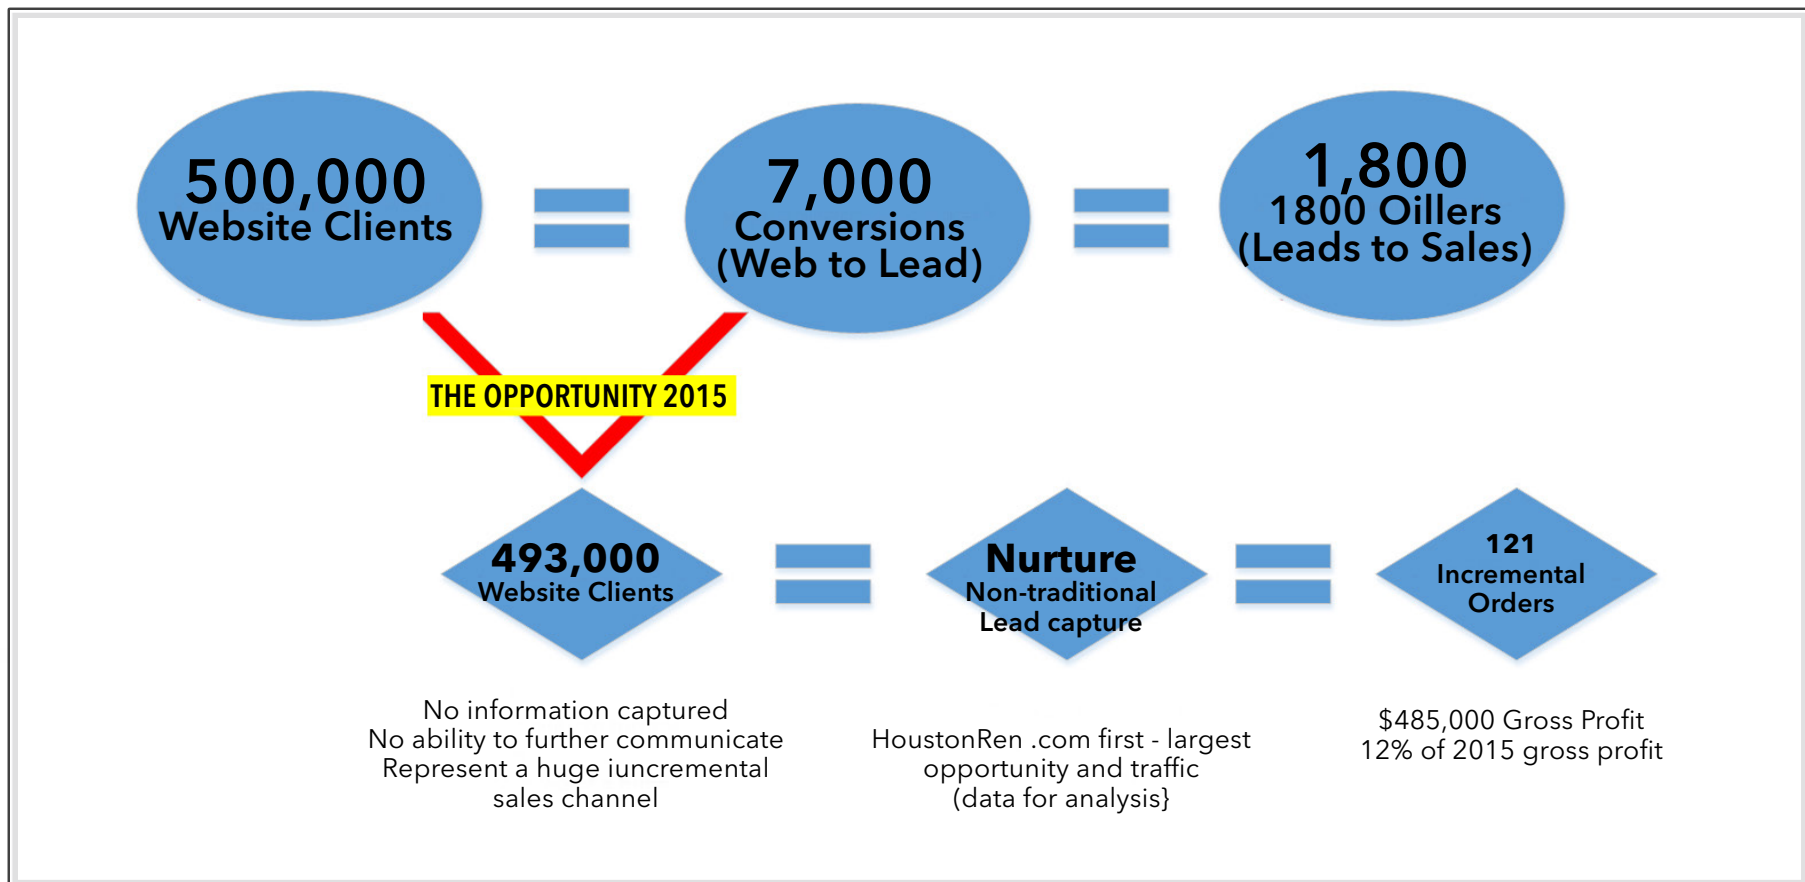 500,000
Website Clients
7,000
Conversions
(Web to Lead)
1,800
1800 Oillers
(Leads to Sales)
THE OPPORTUNITY 2015
493,000
Website Clients
Nurture
Non-traditional
Lead capture
121
Incremental
Orders
No information captured
No ability to further communicate
Represent a huge iuncremental
sales channel
HoustonRen .com first - largest
opportunity and traffic
(data for analysis}
$485,000 Gross Profit
12% of 2015 gross profit